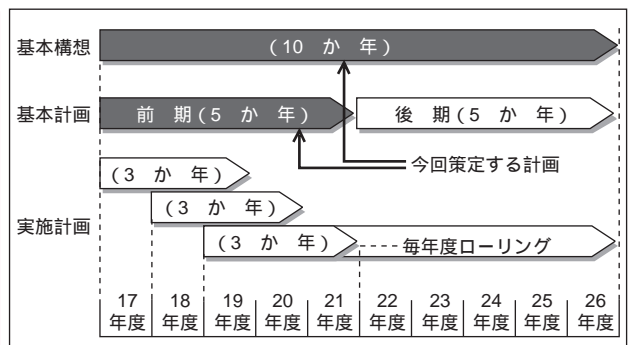 基本構想 (10 か 年)
基本計画 前 期(5 か 年) 後 期(5 か 年)
今回策定する計画
(3 か 年)
(3 か 年)
実施計画 (3 か 年) 毎年度ローリング
17 18 19 20 21 22 23 24 25 26
年度 年度 年度 年度 年度 年度 年度 年度 年度 年度